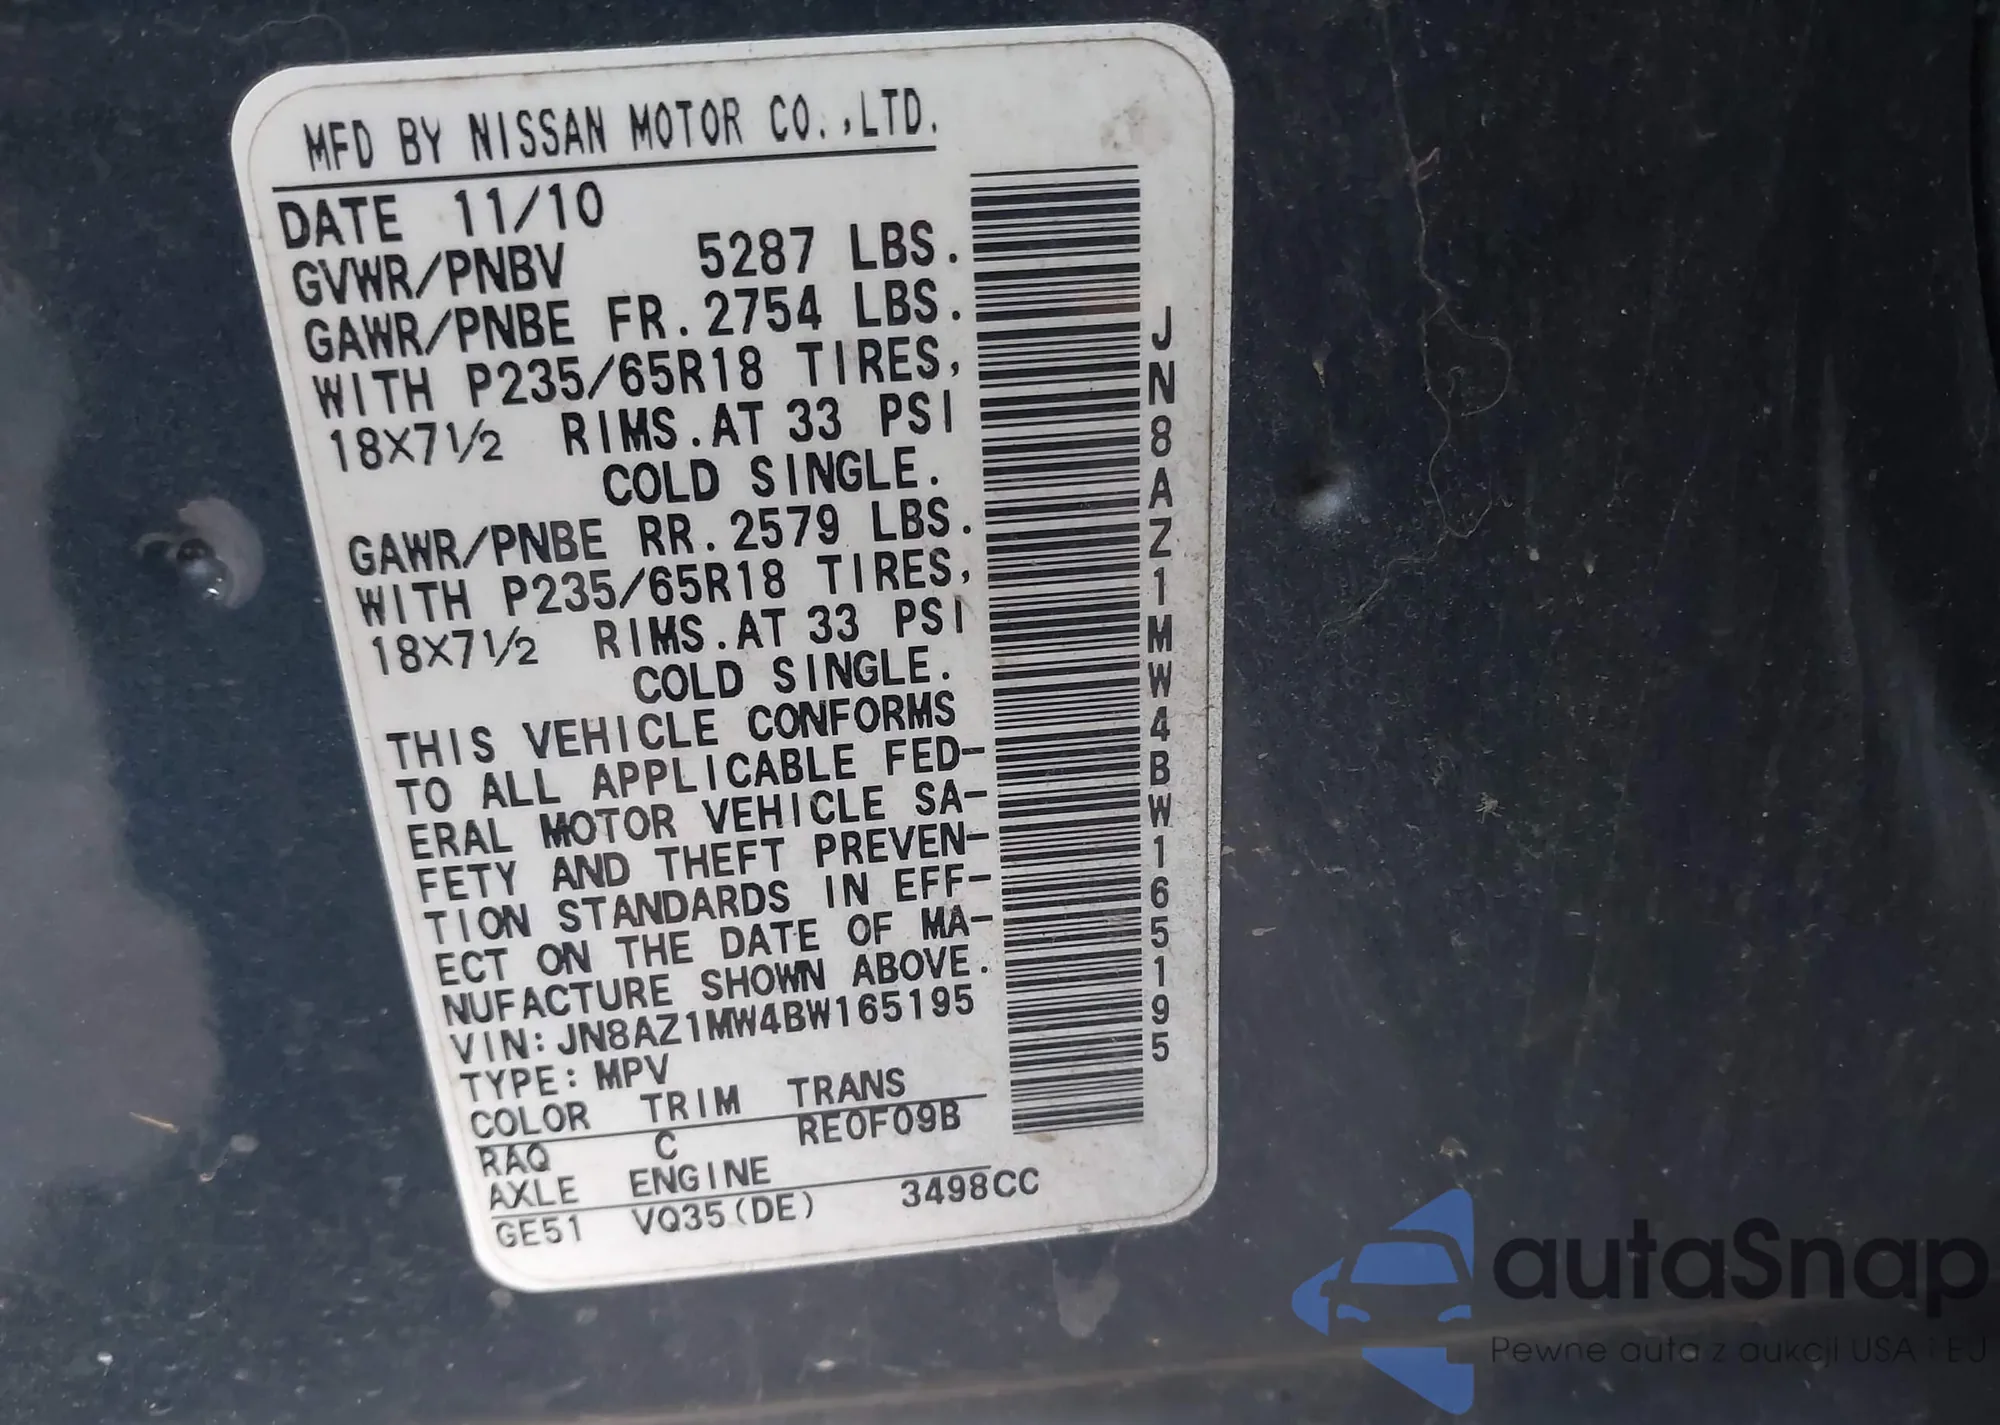 MFD BY NISSAN MOTOR CO.,LTD.
DATE 11/10
GVWR/PNBV 5287 LBS.
GAWR/PNBE FR.2754 LBS.
WITH P235/65R18 TIRES,
18X7½ RIMS.AT 33 PSI
COLD SINGLE.
GAWR/PNBE RR.2579 LBS.
WITH P235/65R18 TIRES,
18X7½ RIMS.AT 33 PSI
COLD SINGLE.
THIS VEHICLE CONFORMS
TO ALL APPLICABLE FED-
ERAL MOTOR VEHICLE SA-
FETY AND THEFT PREVEN-
TION STANDARDS IN EFF-
ECT ON THE DATE OF MA-
NUFACTURE SHOWN ABOVE.
VIN:JN8AZ1MW4BW165195
TYPE:MPV
COLOR TRIM TRANS
RAQ C RE0F09B
AXLE ENGINE
GE51 VQ35(DE) 3498CC
JN8AZ1MW4BW165195
autaSnap
Pewne auta z aukcji USA i EU